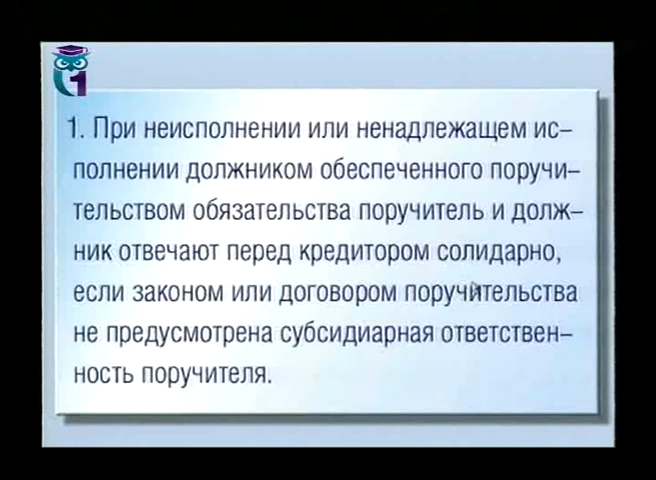 1
1. При неисполнении или ненадлежащем ис–
полнении должником обеспеченного поручи–
тельством обязательства поручитель и долж–
ник отвечают перед кредитором солидарно,
если законом или договором поручительства
не предусмотрена субсидиарная ответствен–
ность поручителя.